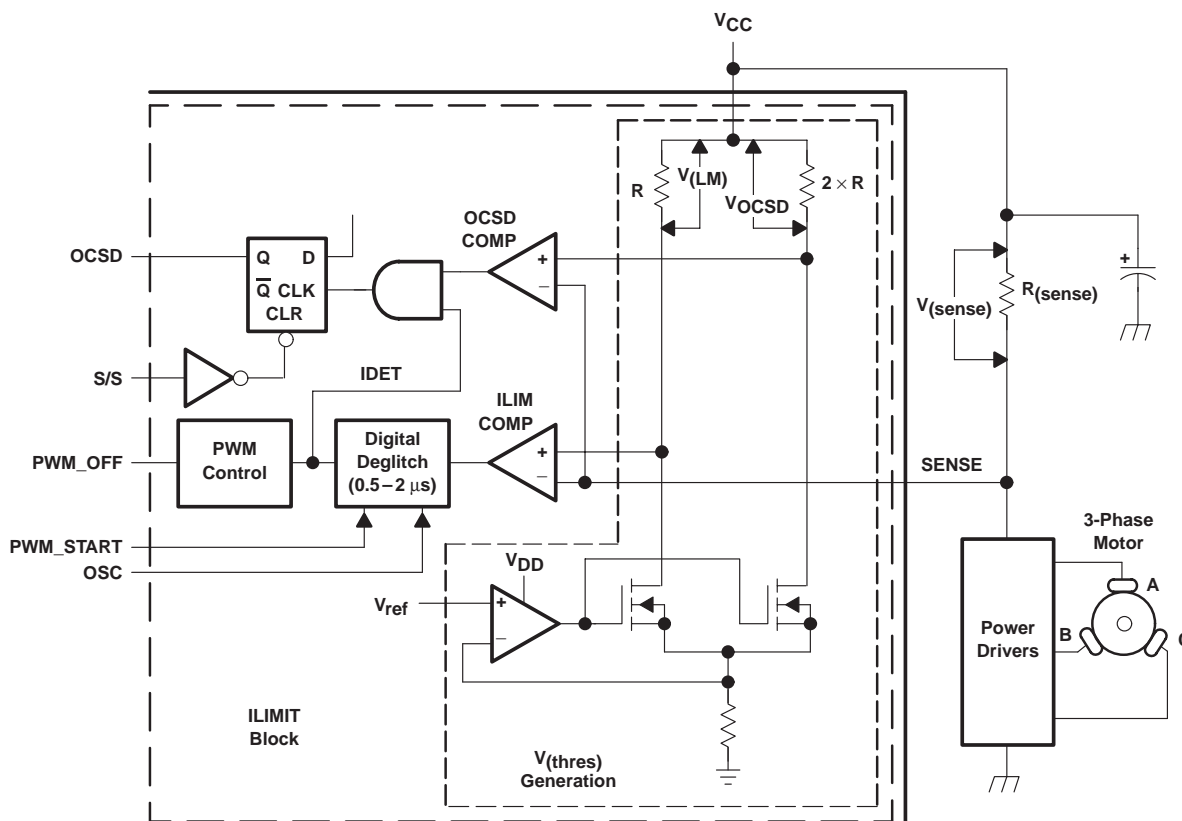 VCC
R
V(LM)
VOCSD
2 × R
OCSD
COMP
+
−
OCSD
Q
D
Q̅
CLK
CLR
S/S
IDET
ILIM
COMP
+
−
V(sense)
R(sense)
+
PWM_OFF
PWM
Control
Digital
Deglitch
(0.5−2 μs)
SENSE
PWM_START
OSC
3-Phase
Motor
VDD
Vref
+
−
Power
Drivers
A
B
C
ILIMIT
Block
V(thres)
Generation